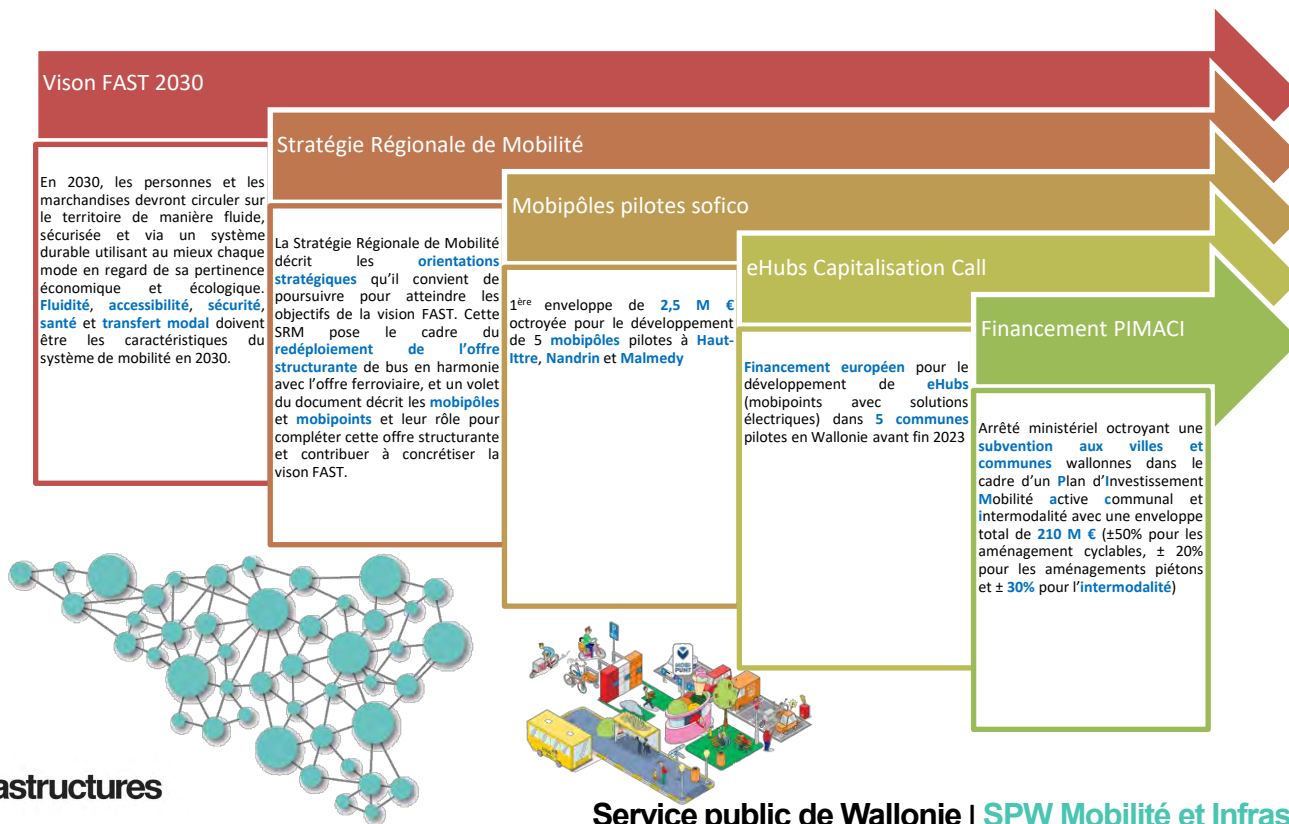 Vison FAST 2030
En 2030, les personnes et les
marchandises devront circuler sur
le territoire de manière fluide,
sécurisée et via un système
durable utilisant au mieux chaque
mode en regard de sa pertinence
économique et écologique.
Fluidité, accessibilité, sécurité,
santé et transfert modal doivent
être les caractéristiques du
système de mobilité en 2030.
Stratégie Régionale de Mobilité
La Stratégie Régionale de Mobilité
décrit les orientations
stratégiques qu'il convient de
poursuivre pour atteindre les
objectifs de la vision FAST. Cette
SRM pose le cadre du
redéploiement de l'offre
structurante de bus en harmonie
avec l'offre ferroviaire, et un volet
du document décrit les mobipôles
et mobipoints et leur rôle pour
compléter cette offre structurante
et contribuer à concrétiser la
vison FAST.
Mobipôles pilotes sofico
1ère enveloppe de 2,5 M €
octroyée pour le développement
de 5 mobipôles pilotes à Haut-
Ittre, Nandrin et Malmedy
eHubs Capitalisation Call
Financement européen pour le
développement de eHubs
(mobipoints avec solutions
électriques) dans 5 communes
pilotes en Wallonie avant fin 2023
Financement PIMACI
Arrêté ministériel octroyant une
subvention aux villes et
communes wallonnes dans le
cadre d'un Plan d'Investissement
Mobilité active communal et
intermodalité avec une enveloppe
total de 210 M € (±50% pour les
aménagement cyclables, ± 20%
pour les aménagements piétons
et ± 30% pour l'intermodalité)
MOBI
PUNT
astructures
Service public de Wallonie | SPW Mobilité et Infras